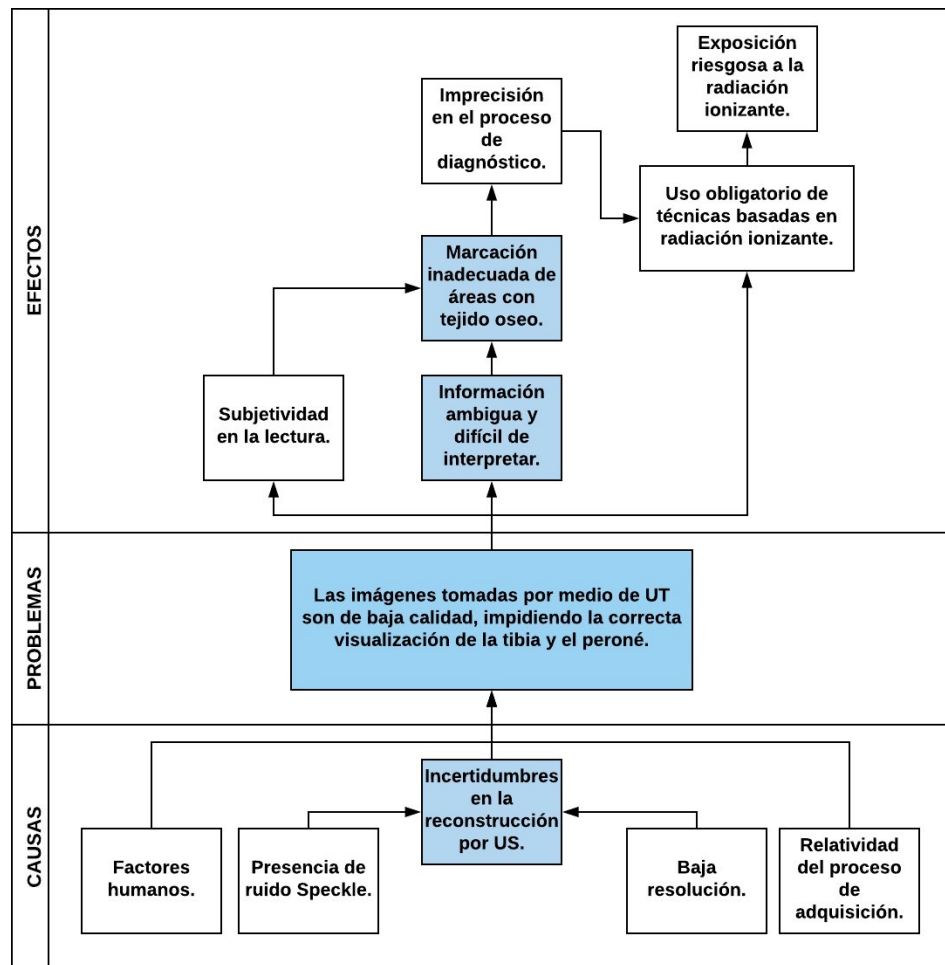 EFECTOS
Exposición
riesgosa a la
radiación
ionizante.
Imprecisión
en el proceso
de
diagnóstico.
Uso obligatorio de
técnicas basadas en
radiación ionizante.
Marcación
inadecuada de
áreas con
tejido oseo.
Subjetividad
en la lectura.
Información
ambigua y
difícil de
interpretar.
PROBLEMAS
Las imágenes tomadas por medio de UT
son de baja calidad, impidiendo la correcta
visualización de la tibia y el peroné.
CAUSAS
Incertidumbres
en la
reconstrucción
por US.
Factores
humanos.
Presencia de
ruido Speckle.
Baja
resolución.
Relatividad
del proceso
de
adquisición.